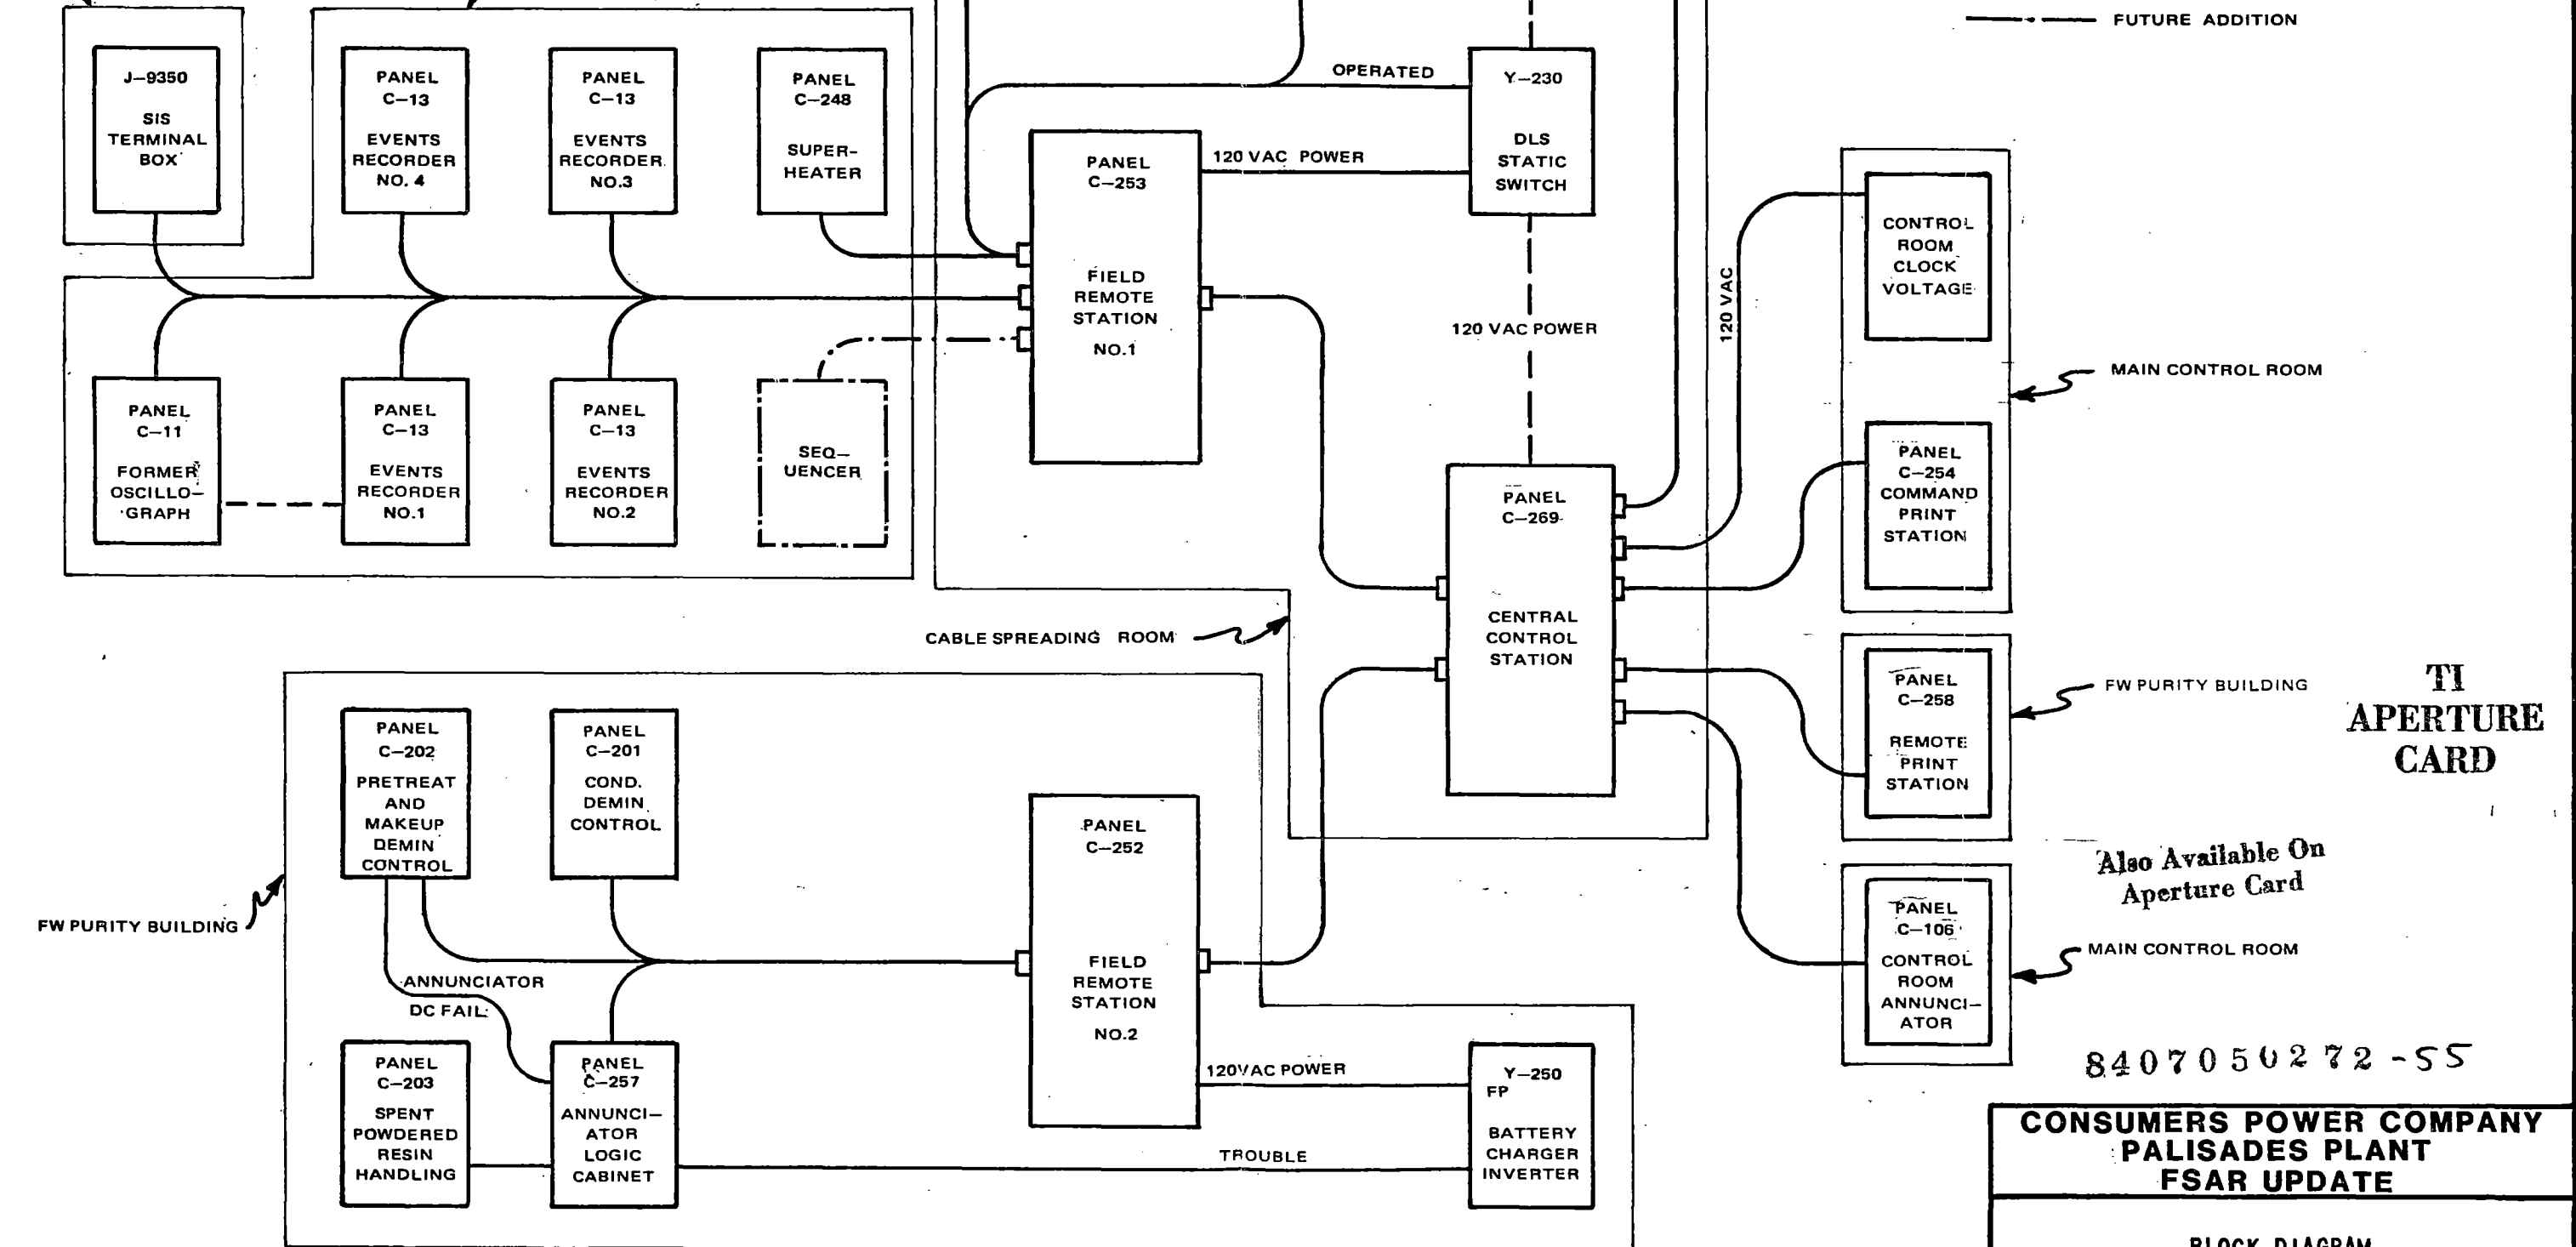 FUTURE ADDITION
J-9350
SIS
TERMINAL
BOX
PANEL
C-13
EVENTS
RECORDER
NO. 4
PANEL
C-13
EVENTS
RECORDER
NO.3
PANEL
C-248
SUPER-
HEATER
OPERATED
Y-230
DLS
STATIC
SWITCH
PANEL
C-253
FIELD
REMOTE
STATION
NO.1
120 VAC POWER
120 VAC POWER
120 VAC
CONTROL
ROOM
CLOCK
VOLTAGE
MAIN CONTROL ROOM
PANEL
C-11
FORMER
OSCILLO-
GRAPH
PANEL
C-13
EVENTS
RECORDER
NO.1
PANEL
C-13
EVENTS
RECORDER
NO.2
SEQ-
UENCER
PANEL
C-269
CENTRAL
CONTROL
STATION
PANEL
C-254
COMMAND
PRINT
STATION
CABLE SPREADING ROOM
PANEL
C-258
REMOTE
PRINT
STATION
FW PURITY BUILDING
TI
APERTURE
CARD
PANEL
C-202
PRETREAT
AND
MAKEUP
DEMIN
CONTROL
PANEL
C-201
COND.
DEMIN
CONTROL
PANEL
C-252
FIELD
REMOTE
STATION
NO.2
Also Available On
Aperture Card
FW PURITY BUILDING
PANEL
C-106
CONTROL
ROOM
ANNUNCI-
ATOR
MAIN CONTROL ROOM
ANNUNCIATOR
DC FAIL
PANEL
C-203
SPENT
POWDERED
RESIN
HANDLING
PANEL
C-257
ANNUNCI-
ATOR
LOGIC
CABINET
120VAC POWER
TROUBLE
Y-250
FP
BATTERY
CHARGER
INVERTER
8407050272-55
CONSUMERS POWER COMPANY
PALISADES PLANT
FSAR UPDATE
BLOCK DIAGRAM